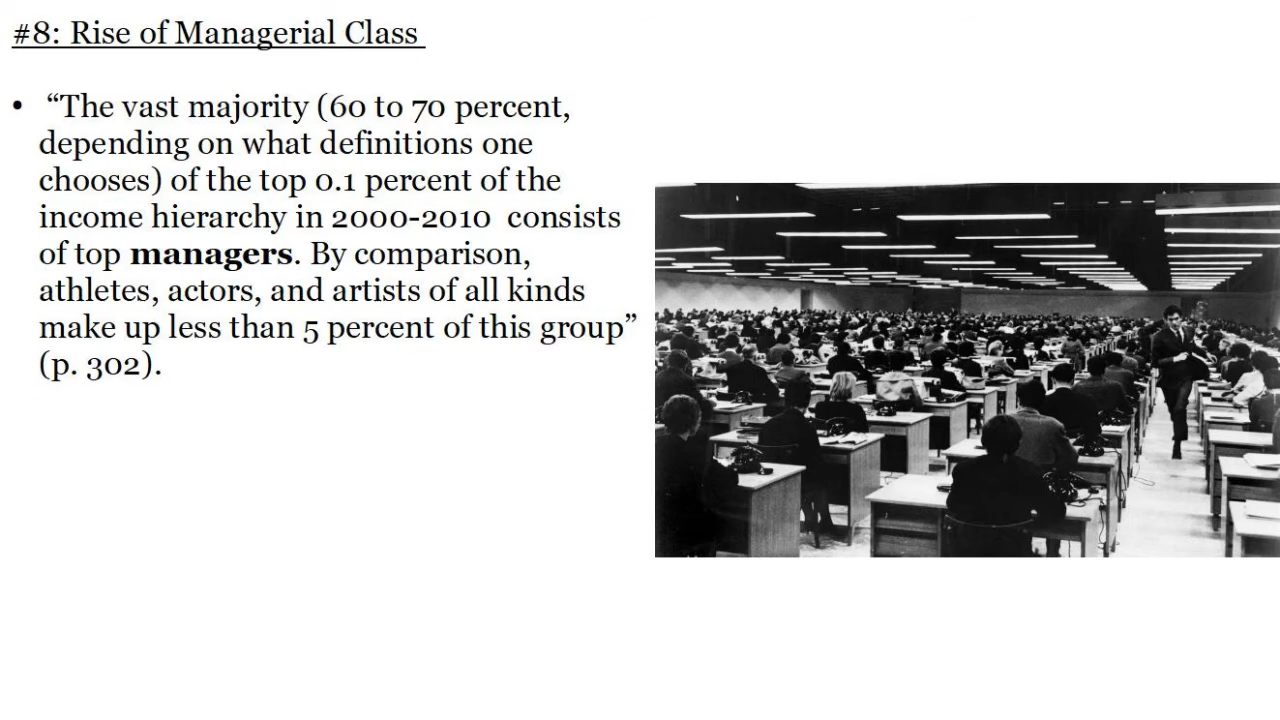 #8: Rise of Managerial Class
• “The vast majority (60 to 70 percent,
depending on what definitions one
chooses) of the top 0.1 percent of the
income hierarchy in 2000-2010 consists
of top managers. By comparison,
athletes, actors, and artists of all kinds
make up less than 5 percent of this group”
(p. 302).